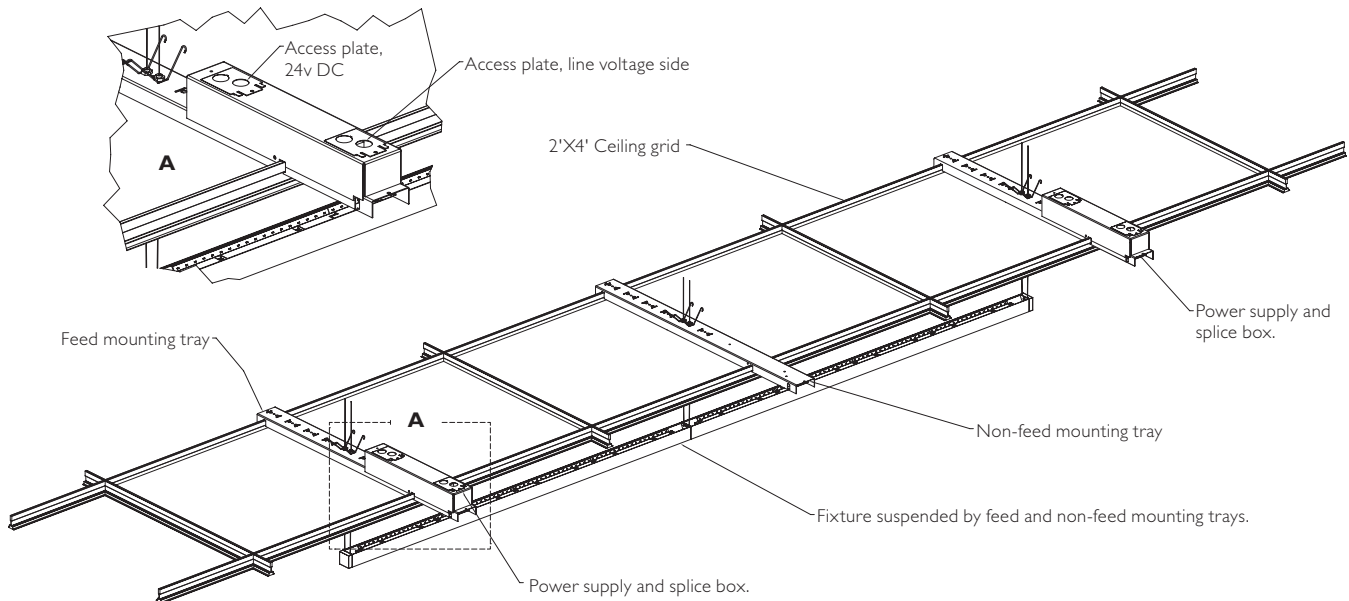 Access plate,
24v DC
Access plate, line voltage side
A
2'X4' Ceiling grid
Power supply and
splice box.
Feed mounting tray
A
Non-feed mounting tray
Fixture suspended by feed and non-feed mounting trays.
Power supply and splice box.